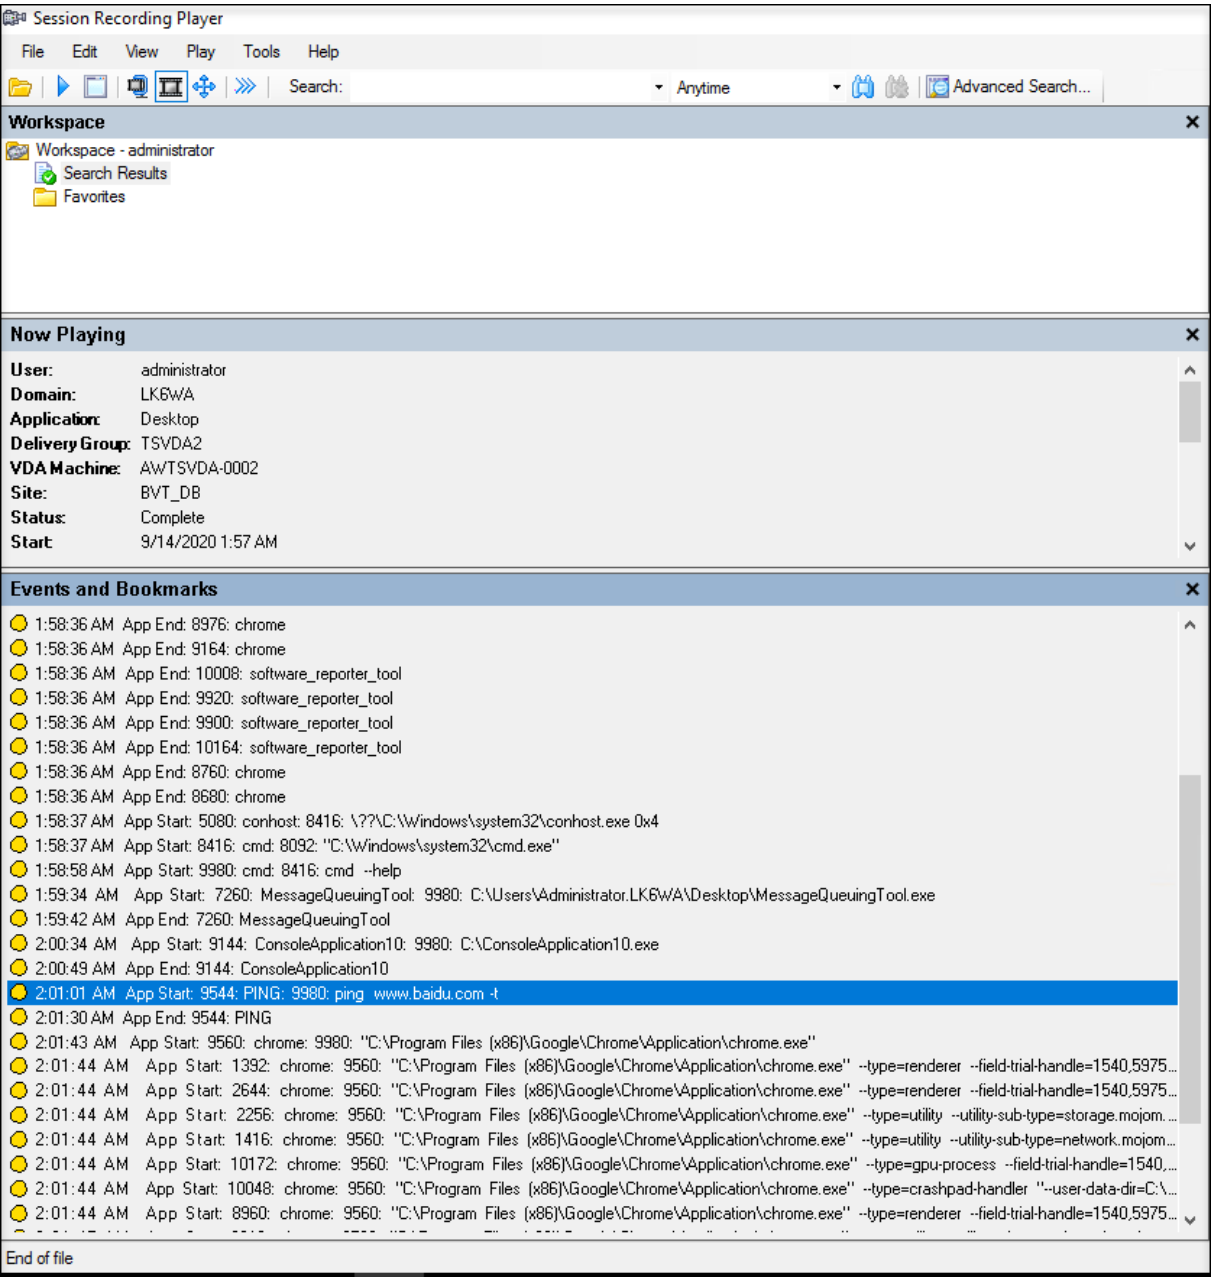 Session Recording Player
File Edit View Play Tools Help
Search: Anytime Advanced Search...
Workspace
Workspace - administrator
Search Results
Favorites
Now Playing
User: administrator
Domain: LK6WA
Application: Desktop
Delivery Group: TSVDA2
VDA Machine: AWTSVDA-0002
Site: BVT_DB
Status: Complete
Start: 9/14/2020 1:57 AM
Events and Bookmarks
1:58:36 AM App End: 8976: chrome
1:58:36 AM App End: 9164: chrome
1:58:36 AM App End: 10008: software_reporter_tool
1:58:36 AM App End: 9920: software_reporter_tool
1:58:36 AM App End: 9900: software_reporter_tool
1:58:36 AM App End: 10164: software_reporter_tool
1:58:36 AM App End: 8760: chrome
1:58:36 AM App End: 8680: chrome
1:58:37 AM App Start: 5080: conhost: 8416: \??\C:\Windows\system32\conhost.exe 0x4
1:58:37 AM App Start: 8416: cmd: 8092: "C:\Windows\system32\cmd.exe"
1:58:58 AM App Start: 9980: cmd: 8416: cmd --help
1:59:34 AM App Start: 7260: MessageQueuingTool: 9980: C:\Users\Administrator.LK6WA\Desktop\MessageQueuingTool.exe
1:59:42 AM App End: 7260: MessageQueuingTool
2:00:34 AM App Start: 9144: ConsoleApplication10: 9980: C:\ConsoleApplication10.exe
2:00:49 AM App End: 9144: ConsoleApplication10
2:01:01 AM App Start: 9544: PING: 9980: ping www.baidu.com -t
2:01:30 AM App End: 9544: PING
2:01:43 AM App Start: 9560: chrome: 9980: "C:\Program Files (x86)\Google\Chrome\Application\chrome.exe"
2:01:44 AM App Start: 1392: chrome: 9560: "C:\Program Files (x86)\Google\Chrome\Application\chrome.exe" --type=renderer --field-trial-handle=1540,5975...
2:01:44 AM App Start: 2644: chrome: 9560: "C:\Program Files (x86)\Google\Chrome\Application\chrome.exe" --type=renderer --field-trial-handle=1540,5975...
2:01:44 AM App Start: 2256: chrome: 9560: "C:\Program Files (x86)\Google\Chrome\Application\chrome.exe" --type=utility --utility-sub-type=storage.mojom....
2:01:44 AM App Start: 1416: chrome: 9560: "C:\Program Files (x86)\Google\Chrome\Application\chrome.exe" --type=utility --utility-sub-type=network.mojom...
2:01:44 AM App Start: 10172: chrome: 9560: "C:\Program Files (x86)\Google\Chrome\Application\chrome.exe" --type=gpu-process --field-trial-handle=1540,...
2:01:44 AM App Start: 10048: chrome: 9560: "C:\Program Files (x86)\Google\Chrome\Application\chrome.exe" --type=crashpad-handler "--user-data-dir=C:\...
2:01:44 AM App Start: 8960: chrome: 9560: "C:\Program Files (x86)\Google\Chrome\Application\chrome.exe" --type=renderer --field-trial-handle=1540,5975...
End of file